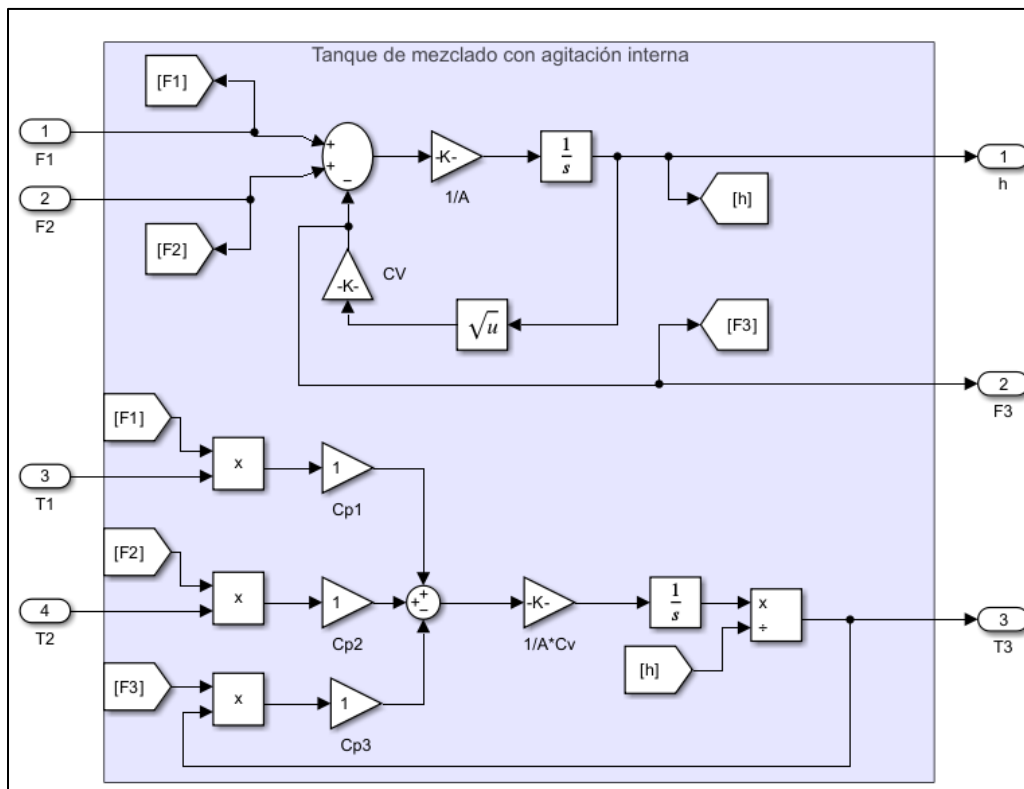 Tanque de mezclado con agitación interna
[F1]
1
F1
+
+
−
-K-
1/A
1
s
1
h
[h]
2
F2
[F2]
-K-
CV
√u
[F3]
2
F3
[F1]
3
T1
x
1
Cp1
[F2]
4
T2
x
1
Cp2
+
+
−
-K-
1/A*Cv
1
s
x
÷
3
T3
[h]
[F3]
x
1
Cp3